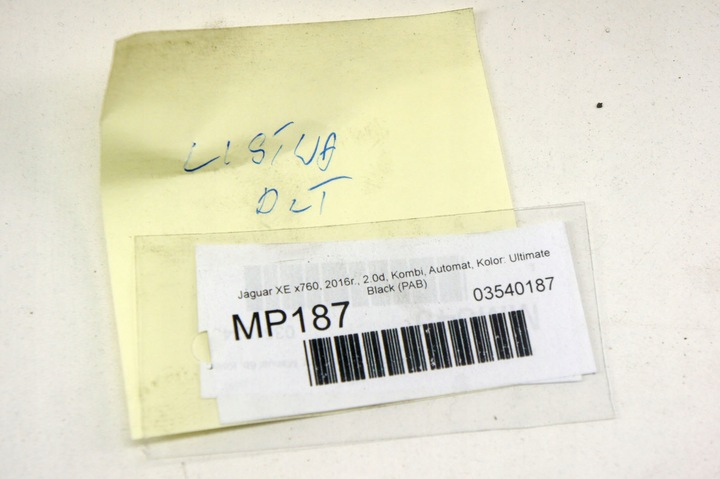 LISTWA
DLT
Jaguar XE x760, 2016r., 2.0d, Kombi, Automat, Kolor: Ultimate
Black (PAB)
03540187
MP187